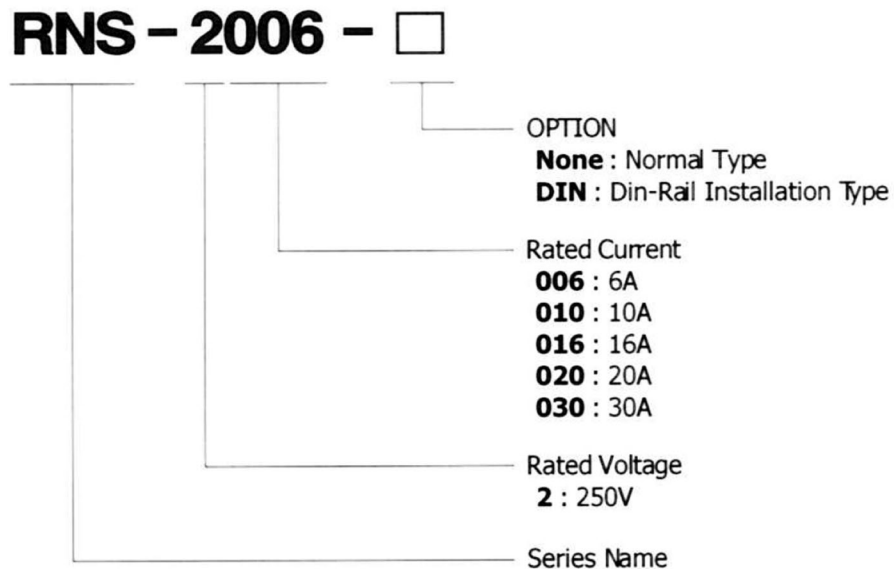 RNS - 2006 - □
OPTION
None : Normal Type
DIN : Din-Rail Installation Type
Rated Current
006 : 6A
010 : 10A
016 : 16A
020 : 20A
030 : 30A
Rated Voltage
2 : 250V
Series Name